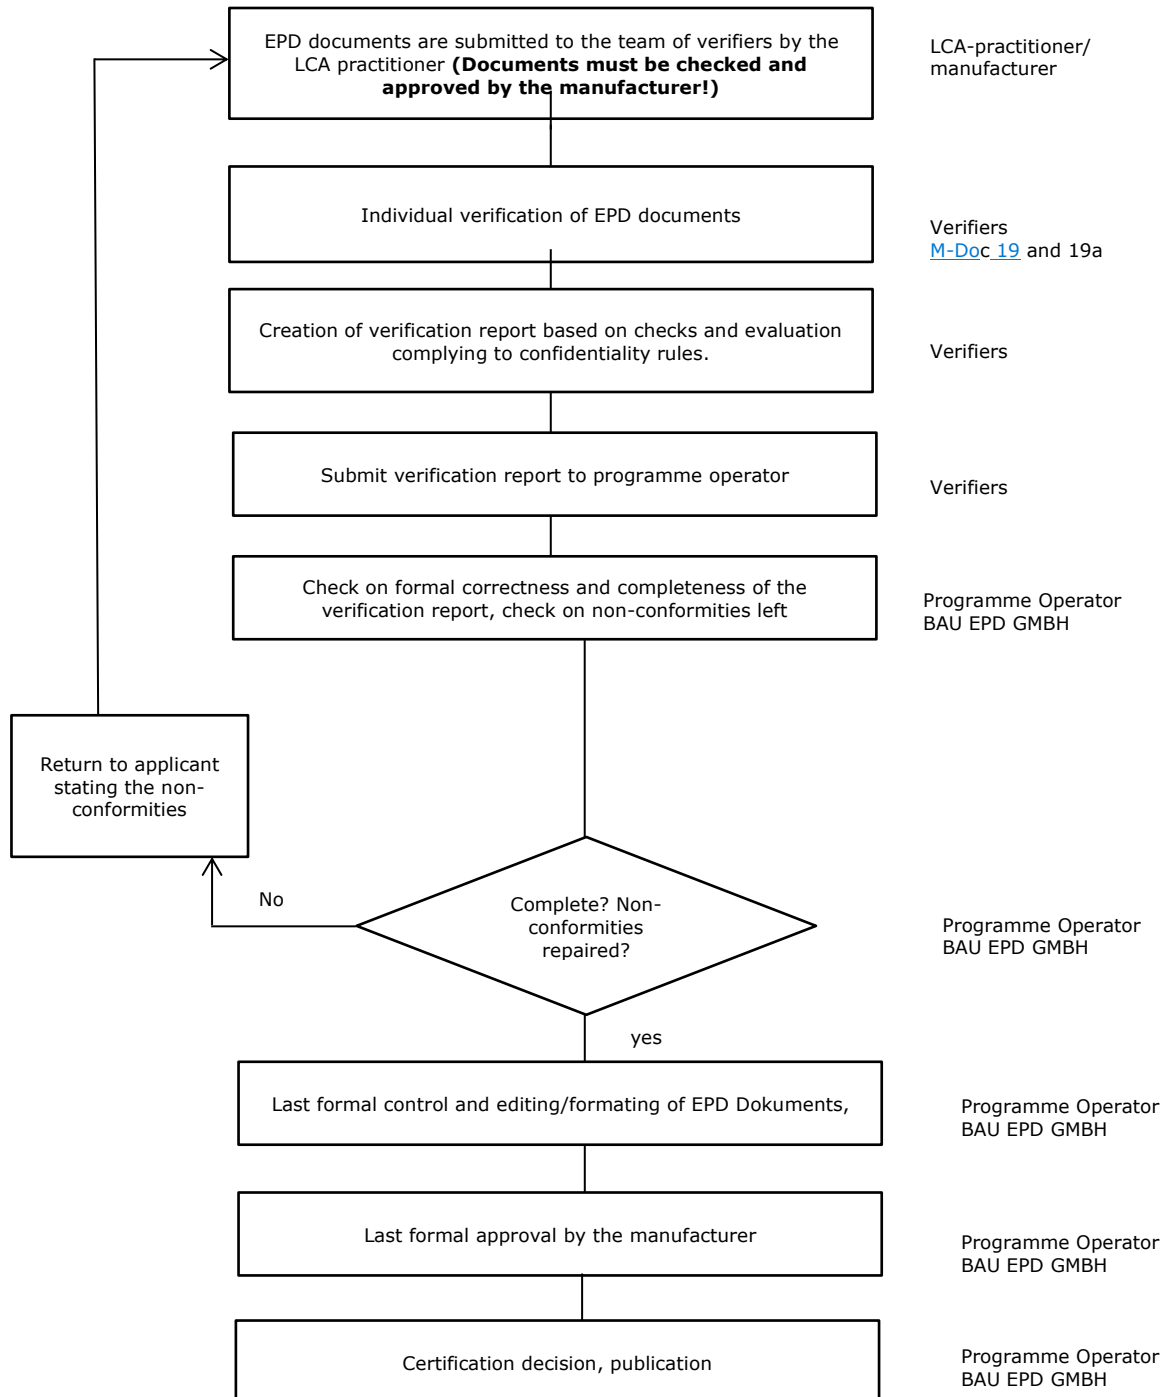 EPD documents are submitted to the team of verifiers by the
LCA practitioner (Documents must be checked and
approved by the manufacturer!)
LCA-practitioner/
manufacturer
Individual verification of EPD documents
Verifiers
M-Doc 19 and 19a
Creation of verification report based on checks and evaluation
complying to confidentiality rules.
Verifiers
Submit verification report to programme operator
Verifiers
Check on formal correctness and completeness of the
verification report, check on non-conformities left
Programme Operator
BAU EPD GMBH
Return to applicant
stating the non-
conformities
No
Complete? Non-
conformities
repaired?
Programme Operator
BAU EPD GMBH
yes
Last formal control and editing/formating of EPD Dokuments,
Programme Operator
BAU EPD GMBH
Last formal approval by the manufacturer
Programme Operator
BAU EPD GMBH
Certification decision, publication
Programme Operator
BAU EPD GMBH